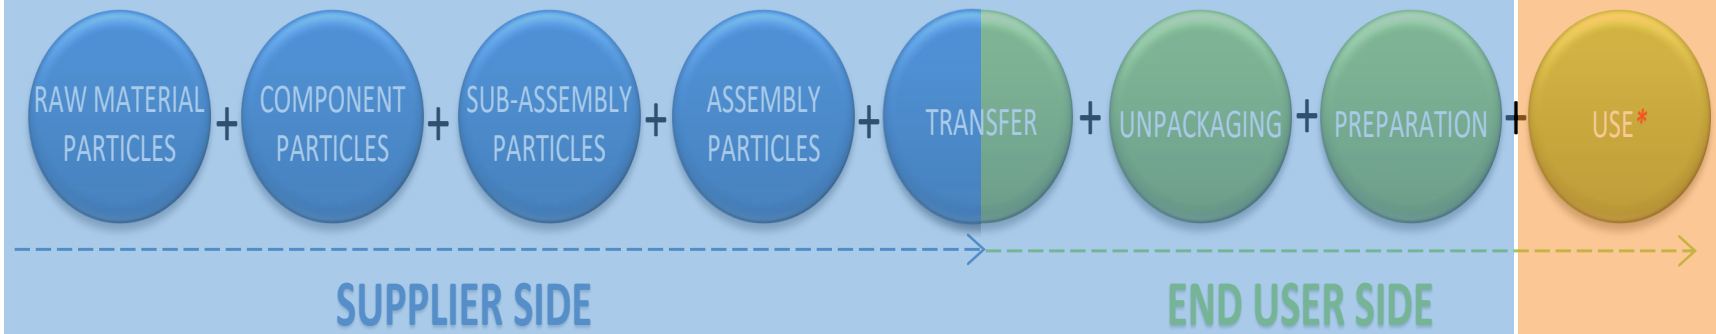 RAW MATERIAL
PARTICLES
+
COMPONENT
PARTICLES
+
SUB-ASSEMBLY
PARTICLES
+
ASSEMBLY
PARTICLES
+
TRANSFER
+
UNPACKAGING
+
PREPARATION
+
USE*
SUPPLIER SIDE
END USER SIDE